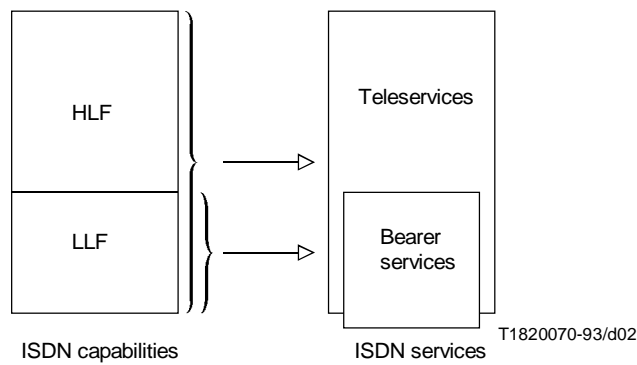 HLF
Teleservices
LLF
Bearer
services
T1820070-93/d02
ISDN capabilities
ISDN services